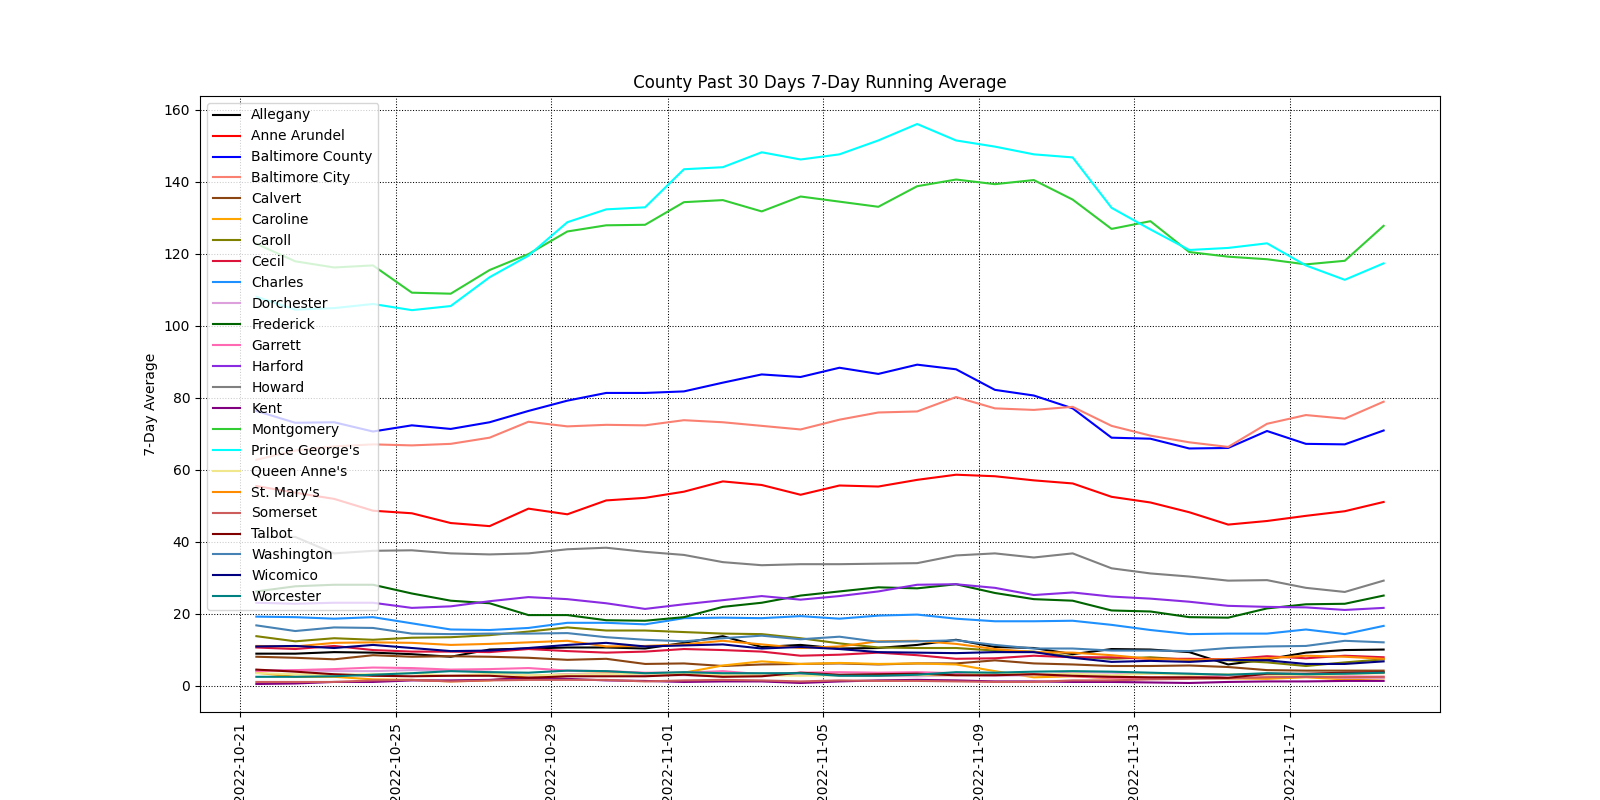 County Past 30 Days 7-Day Running Average
7-Day Average
160
140
120
100
80
60
40
20
0
Allegany
Anne Arundel
Baltimore County
Baltimore City
Calvert
Caroline
Caroll
Cecil
Charles
Dorchester
Frederick
Garrett
Harford
Howard
Kent
Montgomery
Prince George's
Queen Anne's
St. Mary's
Somerset
Talbot
Washington
Wicomico
Worcester
2022-10-21
2022-10-25
2022-10-29
2022-11-01
2022-11-05
2022-11-09
2022-11-13
2022-11-17